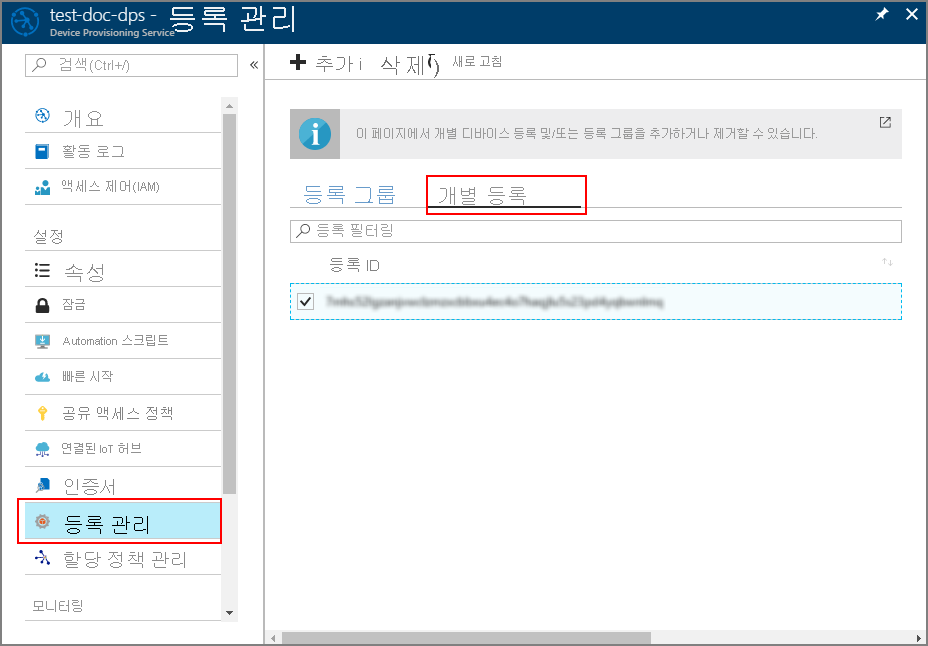 test-doc-dps - 등록 관리
Device Provisioning Service
검색(Ctrl+/)
개요
활동 로그
액세스 제어(IAM)
설정
속성
잠금
Automation 스크립트
빠른 시작
공유 액세스 정책
연결된 IoT 허브
인증서
등록 관리
할당 정책 관리
모니터링
추가 삭제 새로 고침
이 페이지에서 개별 디바이스 등록 및/또는 등록 그룹을 추가하거나 제거할 수 있습니다.
등록 그룹 개별 등록
등록 필터링
등록 ID